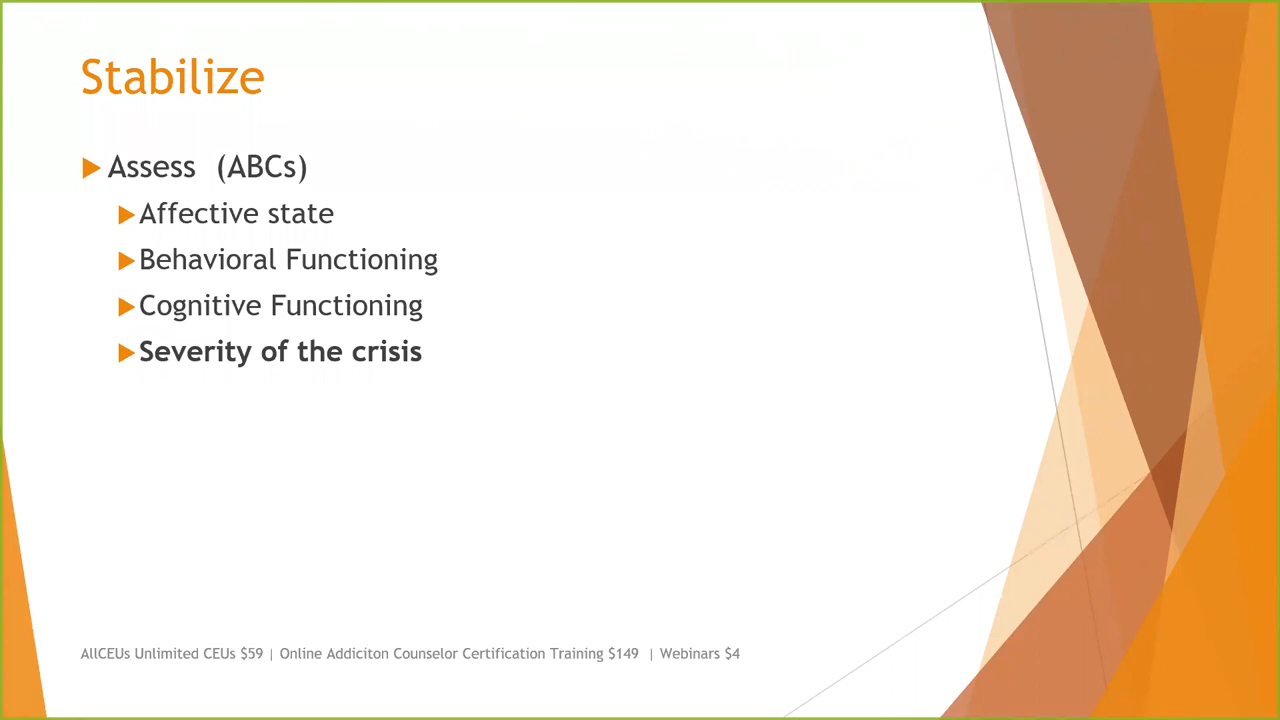 Stabilize
Assess (ABCs)
Affective state
Behavioral Functioning
Cognitive Functioning
Severity of the crisis
AllCEUs Unlimited CEUs $59 | Online Addiciton Counselor Certification Training $149 | Webinars $4